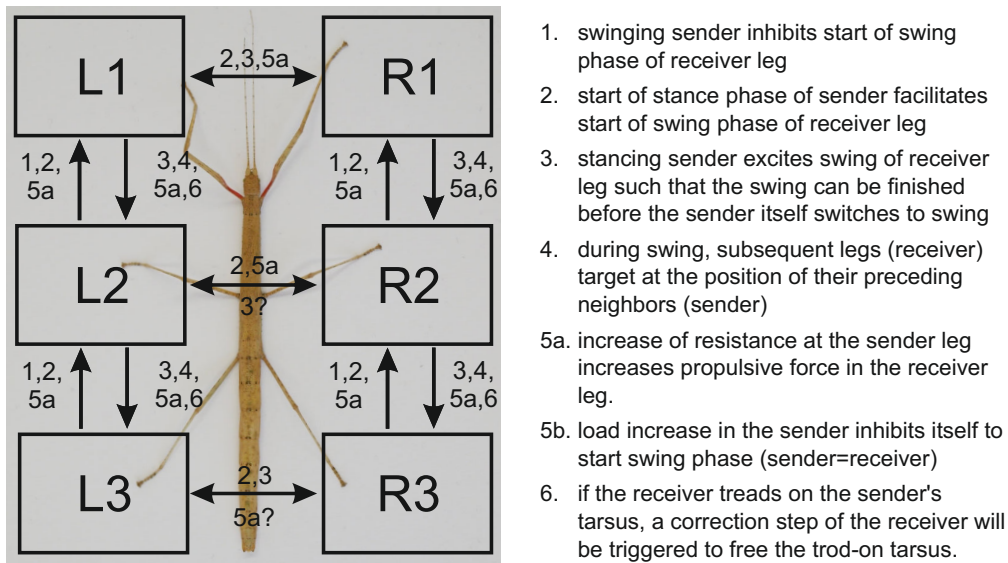 L1
2,3,5a
R1
1,2,
5a
3,4,
5a,6
1,2,
5a
3,4,
5a,6
L2
2,5a
3?
R2
1,2,
5a
3,4,
5a,6
1,2,
5a
3,4,
5a,6
L3
2,3
5a?
R3
1. swinging sender inhibits start of swing
phase of receiver leg
2. start of stance phase of sender facilitates
start of swing phase of receiver leg
3. stancing sender excites swing of receiver
leg such that the swing can be finished
before the sender itself switches to swing
4. during swing, subsequent legs (receiver)
target at the position of their preceding
neighbors (sender)
5a. increase of resistance at the sender leg
increases propulsive force in the receiver
leg.
5b. load increase in the sender inhibits itself to
start swing phase (sender=receiver)
6. if the receiver treads on the sender's
tarsus, a correction step of the receiver will
be triggered to free the trod-on tarsus.